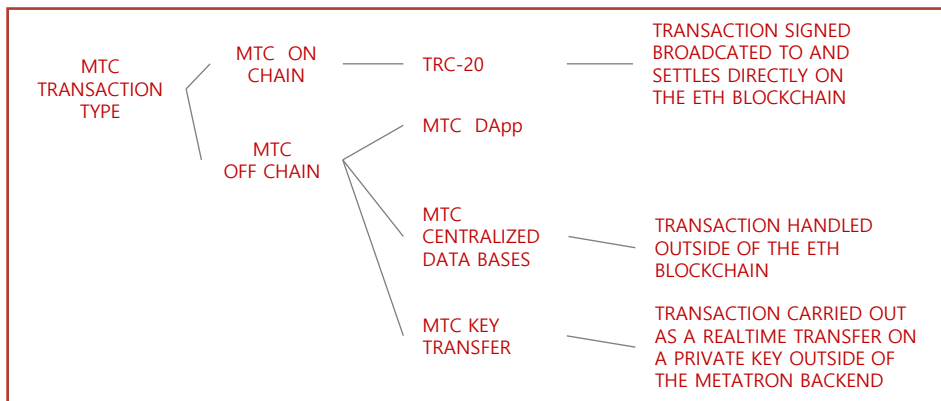 MTC
TRANSACTION
TYPE
MTC ON
CHAIN
TRC-20
TRANSACTION SIGNED
BROADCATED TO AND
SETTLES DIRECTLY ON
THE ETH BLOCKCHAIN
MTC
OFF CHAIN
MTC DApp
MTC
CENTRALIZED
DATA BASES
TRANSACTION HANDLED
OUTSIDE OF THE ETH
BLOCKCHAIN
MTC KEY
TRANSFER
TRANSACTION CARRIED OUT
AS A REALTIME TRANSFER ON
A PRIVATE KEY OUTSIDE OF
THE METATRON BACKEND